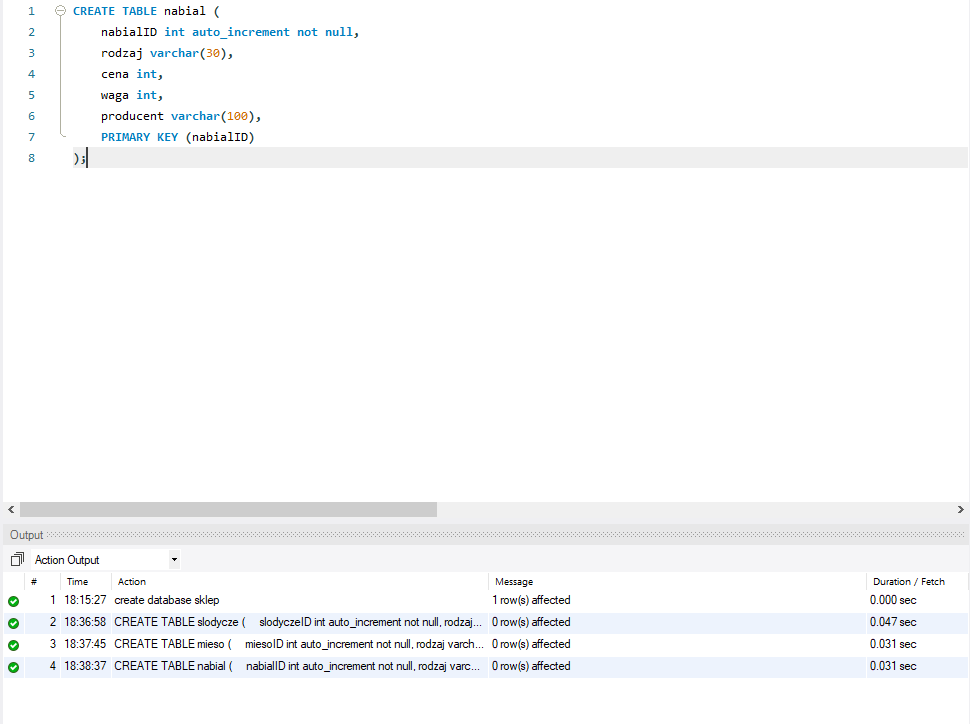 1 CREATE TABLE nabial (
2 nabialID int auto_increment not null,
3 rodzaj varchar(30),
4 cena int,
5 waga int,
6 producent varchar(100),
7 PRIMARY KEY (nabialID)
8 );
Output
Action Output
# Time Action Message Duration / Fetch
1 18:15:27 create database sklep 1 row(s) affected 0.000 sec
2 18:36:58 CREATE TABLE slodycze ( slodyczeID int auto_increment not null, rodzaj... 0 row(s) affected 0.047 sec
3 18:37:45 CREATE TABLE mieso ( miesoID int auto_increment not null, rodzaj varch... 0 row(s) affected 0.031 sec
4 18:38:37 CREATE TABLE nabial ( nabialID int auto_increment not null, rodzaj varc... 0 row(s) affected 0.031 sec